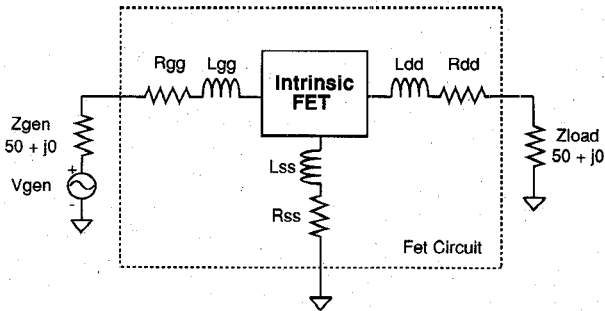 Rgg
Lgg
Intrinsic
FET
Ldd
Rdd
Zgen
50 + j0
+
Vgen
-
Lss
Rss
Zload
50 + j0
Fet Circuit